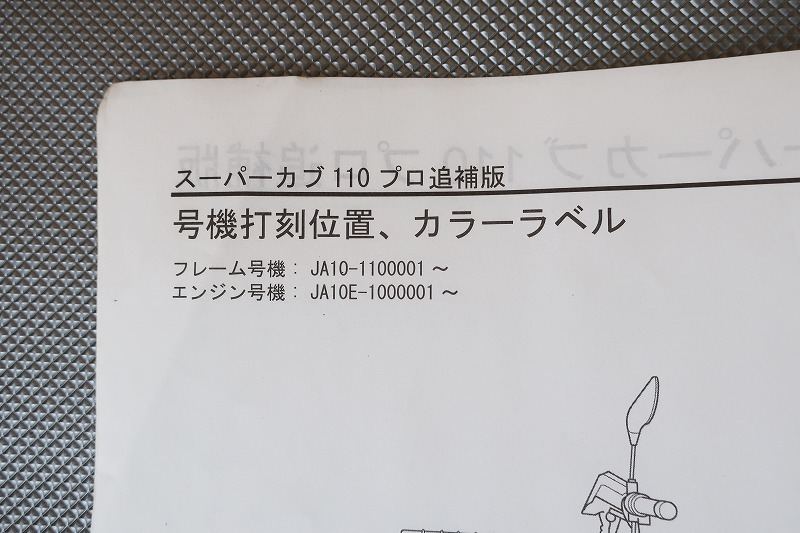 スーパーカブ 110 プロ追補版
号機打刻位置、カラーラベル
フレーム号機： JA10-1100001 ～
エンジン号機： JA10E-1000001 ～